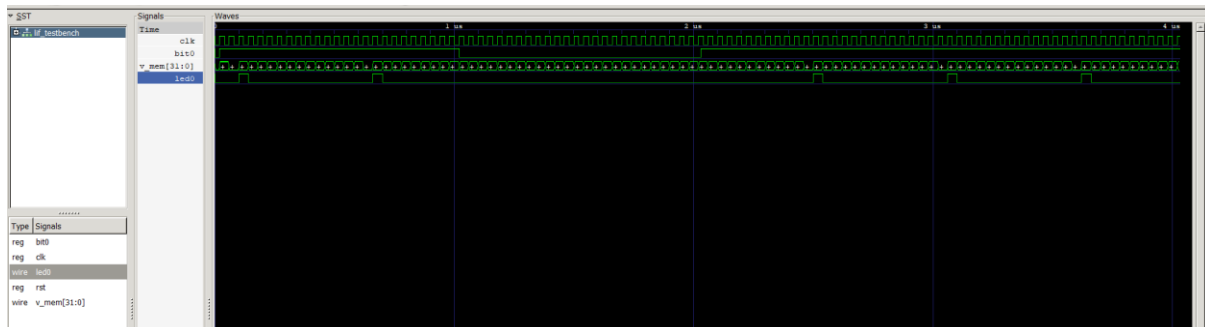 SST
lif_testbench
Type Signals
reg bit0
reg clk
wire led0
reg rst
wire v_mem[31:0]
Signals
Time
clk
bit0
v_mem[31:0]
led0
Waves
0 1 us 2 us 3 us 4 us
+ + + + + + + + + + + + + + + + + + + + + + + + + + + + + + + + + + + + + + + + + + + + + + + + + + + + + + + + + + + + + + + + + + + + + + + + + + + + + + + + + + + + + + + + + + + + + + + + + + + +